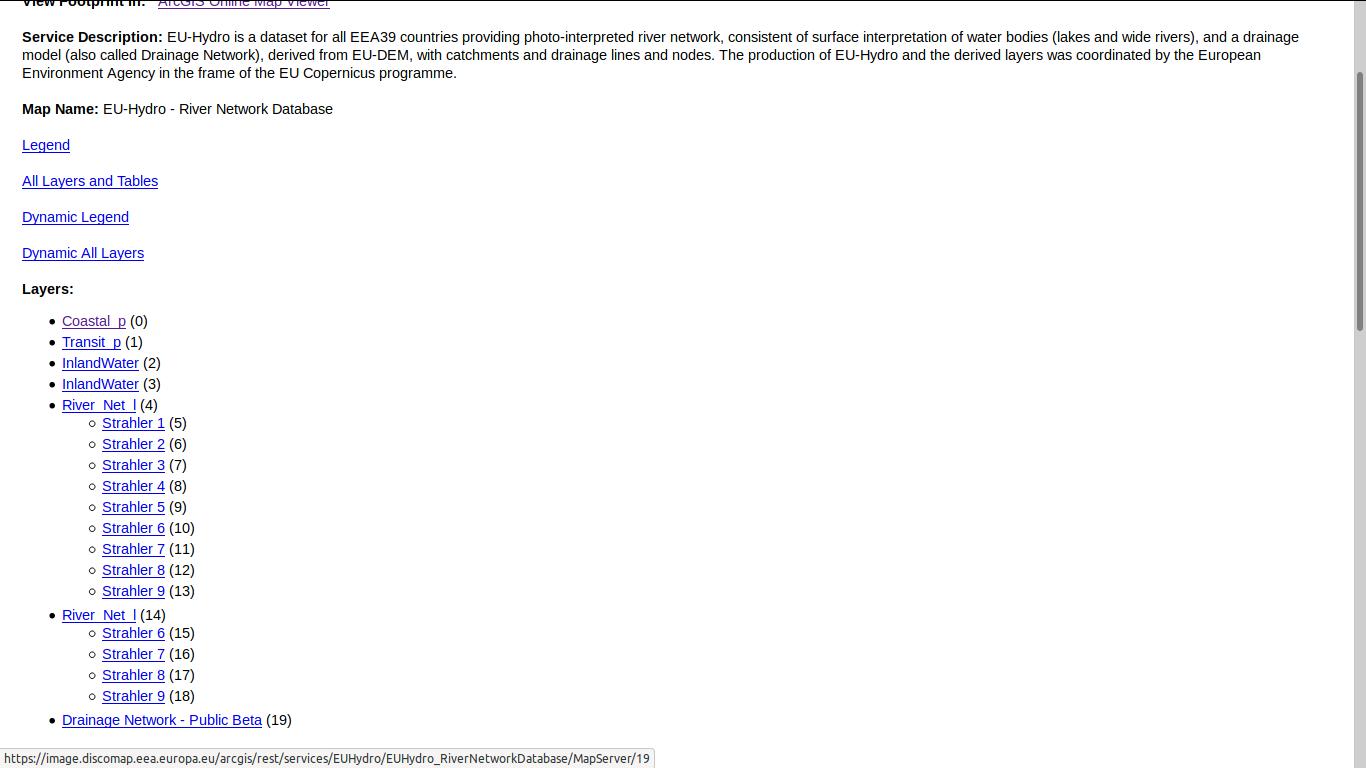 View Footprint In: ArcGIS Online Map Viewer
Service Description: EU-Hydro is a dataset for all EEA39 countries providing photo-interpreted river network, consistent of surface interpretation of water bodies (lakes and wide rivers), and a drainage
model (also called Drainage Network), derived from EU-DEM, with catchments and drainage lines and nodes. The production of EU-Hydro and the derived layers was coordinated by the European
Environment Agency in the frame of the EU Copernicus programme.
Map Name: EU-Hydro - River Network Database
Legend
All Layers and Tables
Dynamic Legend
Dynamic All Layers
Layers:
Coastal_p (0)
Transit_p (1)
InlandWater (2)
InlandWater (3)
River_Net_l (4)
Strahler 1 (5)
Strahler 2 (6)
Strahler 3 (7)
Strahler 4 (8)
Strahler 5 (9)
Strahler 6 (10)
Strahler 7 (11)
Strahler 8 (12)
Strahler 9 (13)
River_Net_l (14)
Strahler 6 (15)
Strahler 7 (16)
Strahler 8 (17)
Strahler 9 (18)
Drainage Network - Public Beta (19)
https://image.discomap.eea.europa.eu/arcgis/rest/services/EUHydro/EUHydro_RiverNetworkDatabase/MapServer/19